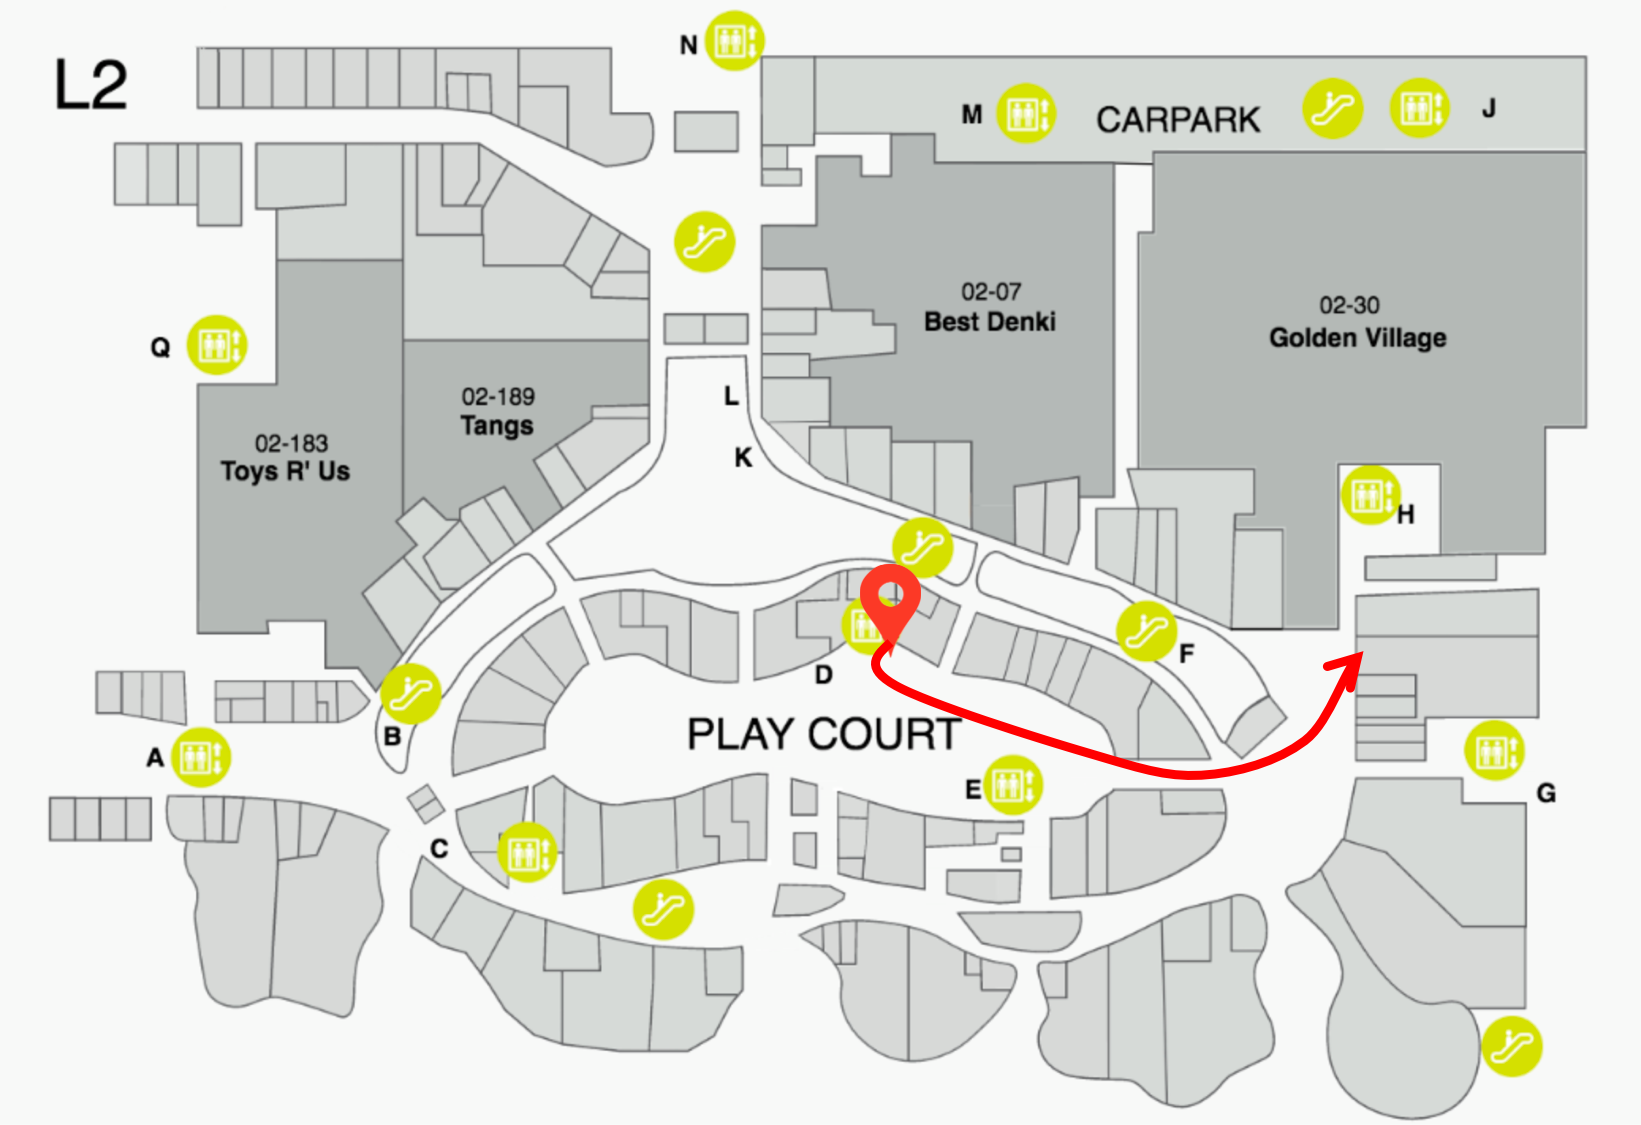 L2
N
M
CARPARK
J
02-07
Best Denki
02-30
Golden Village
Q
02-189
Tangs
L
02-183
Toys R' Us
K
H
F
D
B
PLAY COURT
A
E
G
C